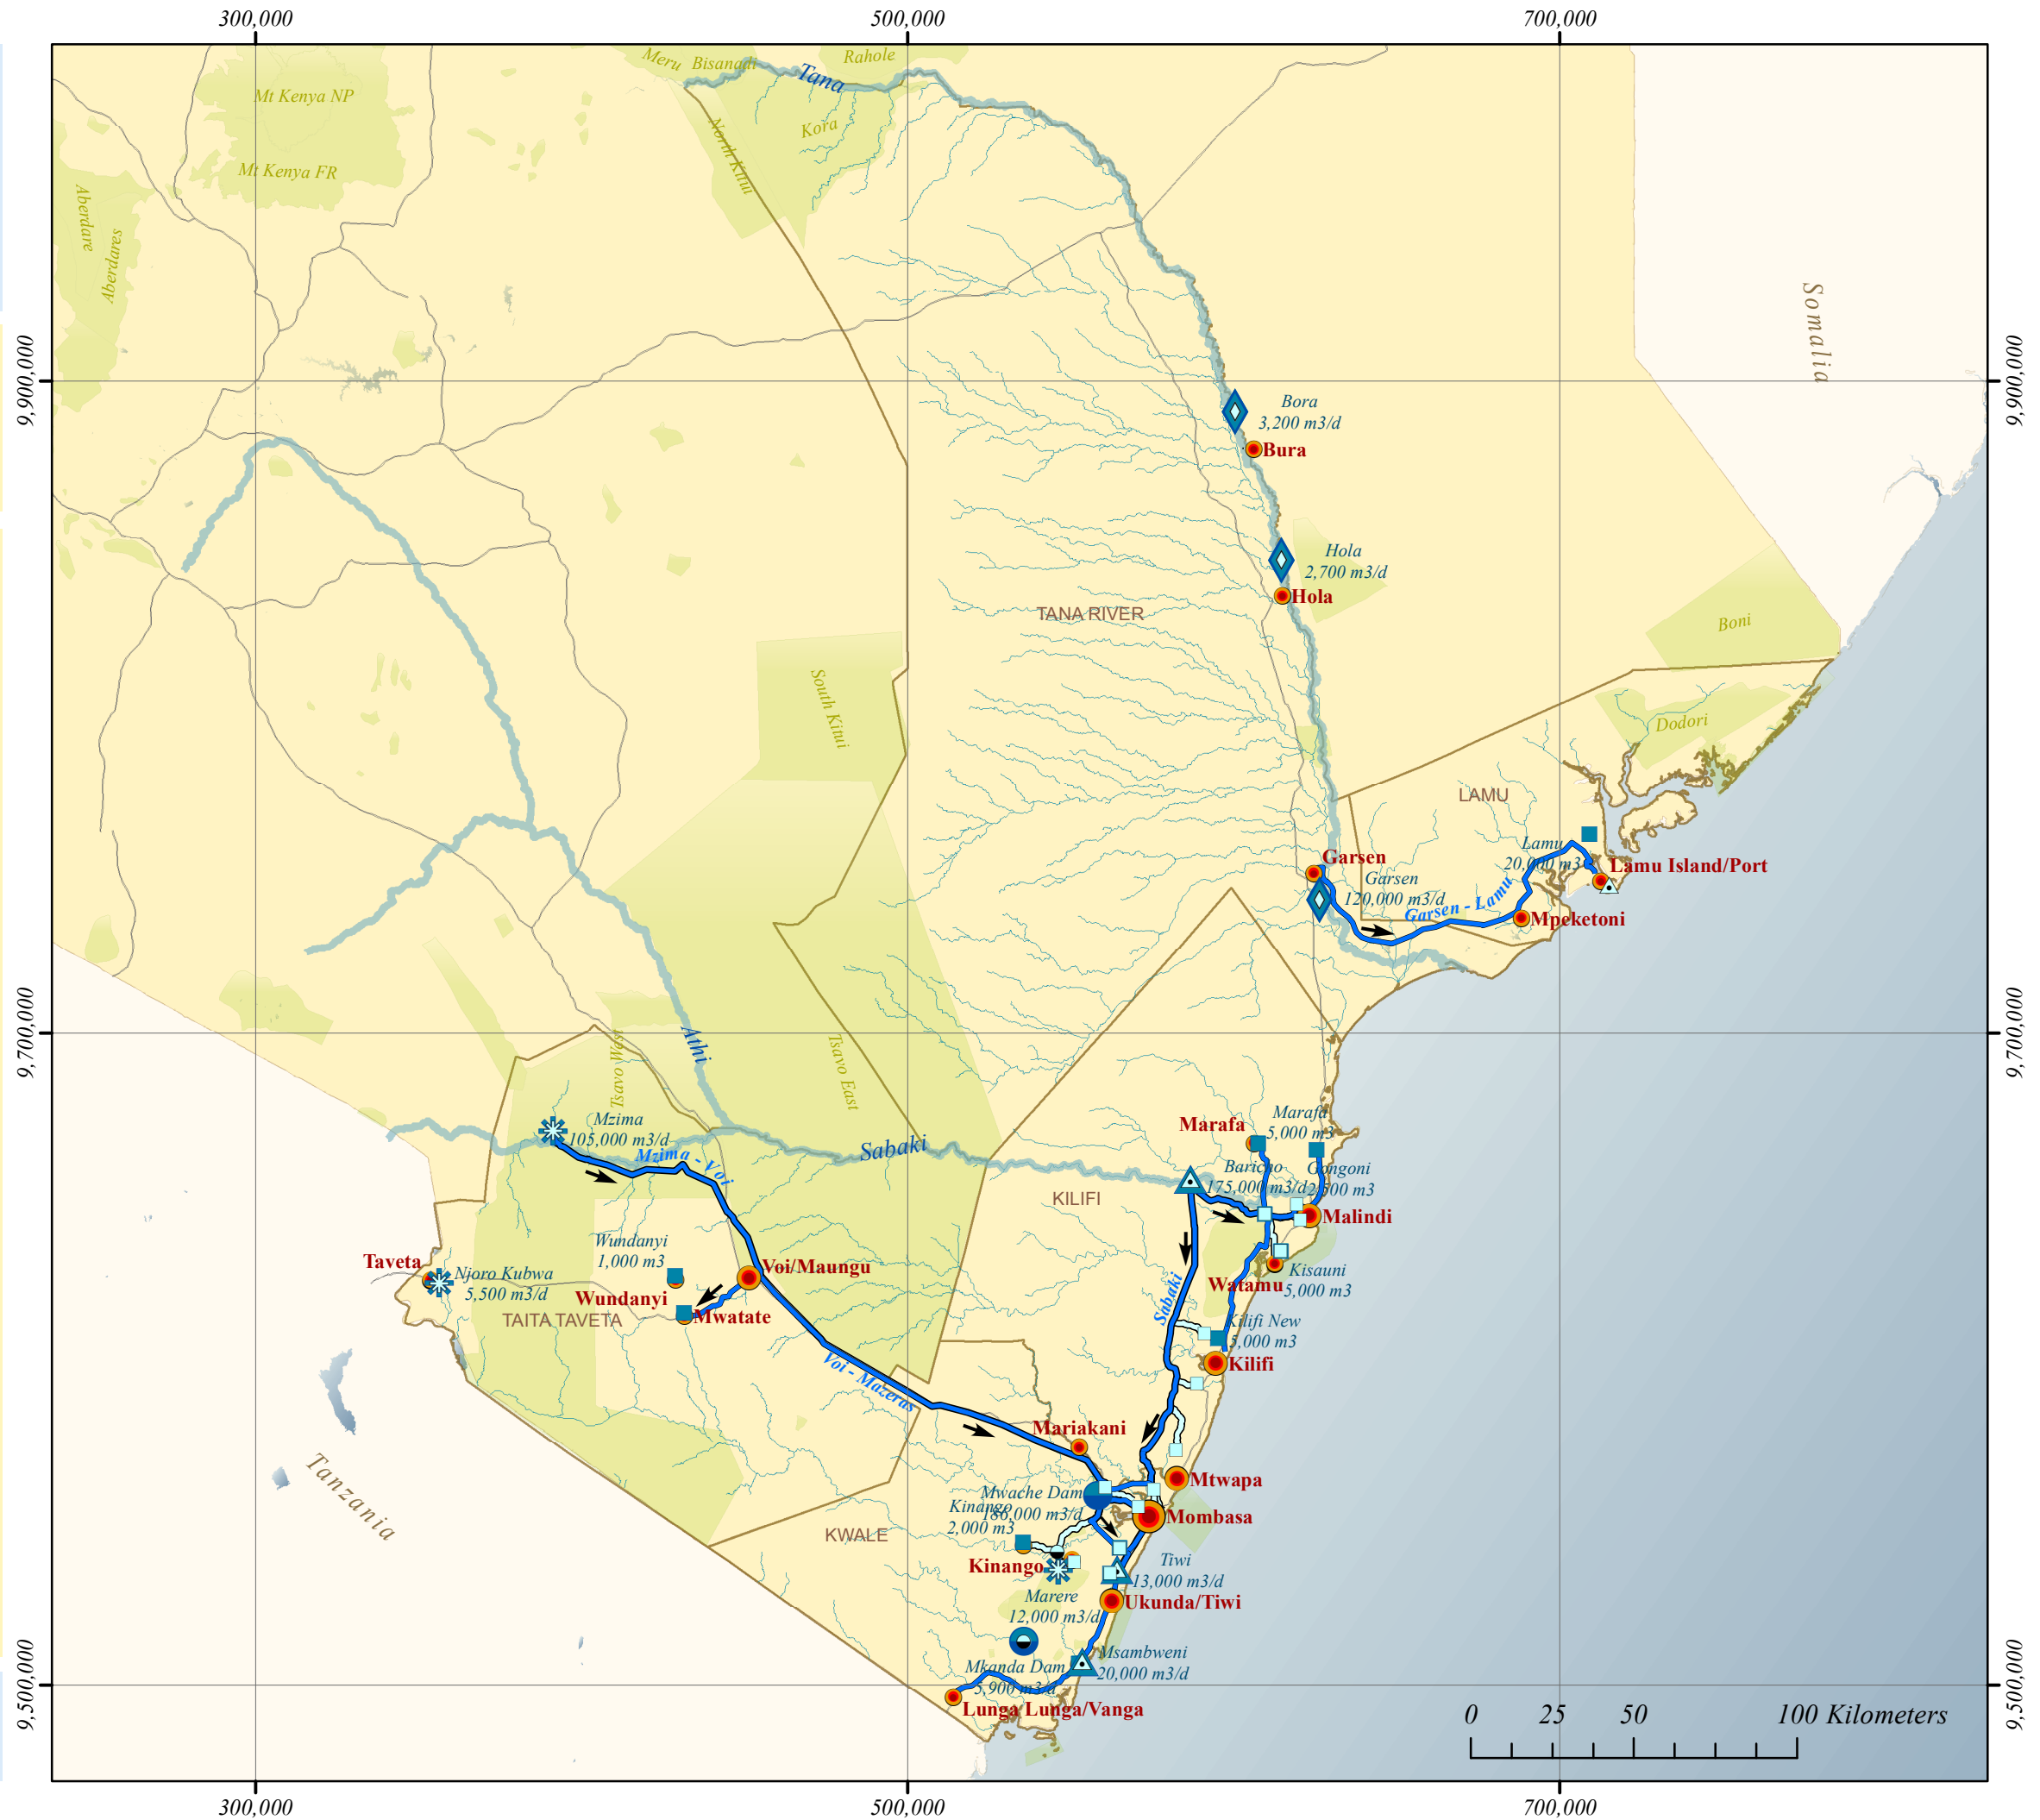 300,000
500,000
700,000
Meru
Bisanadi
Rahole
Tana
Mt Kenya NP
Kora
North Kitui
Mt Kenya FR
Aberdare
Aberdares
Somalia
9,900,000
9,900,000
Bora
3,200 m3/d
Bura
Hola
2,700 m3/d
Hola
TANA RIVER
Boni
South Kitui
Dodori
LAMU
Lamu
20,000 m3
Garsen
Lamu Island/Port
Garsen
120,000 m3/d
Garsen - Lamu
Mpeketoni
9,700,000
9,700,000
Athi
Tsavo West
Tsavo East
Mzima
105,000 m3/d
Mzima - Voi
Sabaki
Marafa
Marafa
5,000 m3
Baricho
175,000 m3/d
Gongoni
2,500 m3
KILIFI
Malindi
Wundanyi
1,000 m3
Taveta
Njoro Kubwa
5,500 m3/d
Voi/Maungu
Wundanyi
Mwatate
TAITA TAVETA
Watamu
Kisauni
5,000 m3
Sabaki
Kilifi New
5,000 m3
Kilifi
Voi - Mazeras
Mariakani
Tanzania
Mtwapa
Mwache Dam
186,000 m3/d
Kinango
2,000 m3
Mombasa
KWALE
Kinango
Tiwi
13,000 m3/d
Marere
12,000 m3/d
Ukunda/Tiwi
Msambweni
20,000 m3/d
Mkanda Dam
5,900 m3/d
Lunga Lunga/Vanga
9,500,000
9,500,000
0
25
50
100 Kilometers
300,000
500,000
700,000